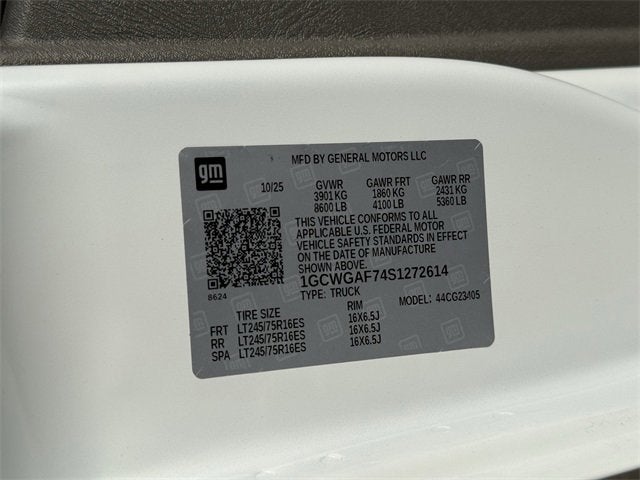 gm
MFD BY GENERAL MOTORS LLC
10/25 GVWR GAWR FRT GAWR RR
3901 KG 1860 KG 2431 KG
8600 LB 4100 LB 5360 LB
THIS VEHICLE CONFORMS TO ALL
APPLICABLE U.S. FEDERAL MOTOR
VEHICLE SAFETY STANDARDS IN EFFECT
ON THE DATE OF MANUFACTURE
SHOWN ABOVE.
8624
1GCWGAF74S1272614
TYPE: TRUCK MODEL: 44CG23405
TIRE SIZE RIM
FRT LT245/75R16ES 16X6.5J
RR LT245/75R16ES 16X6.5J
SPA LT245/75R16ES 16X6.5J